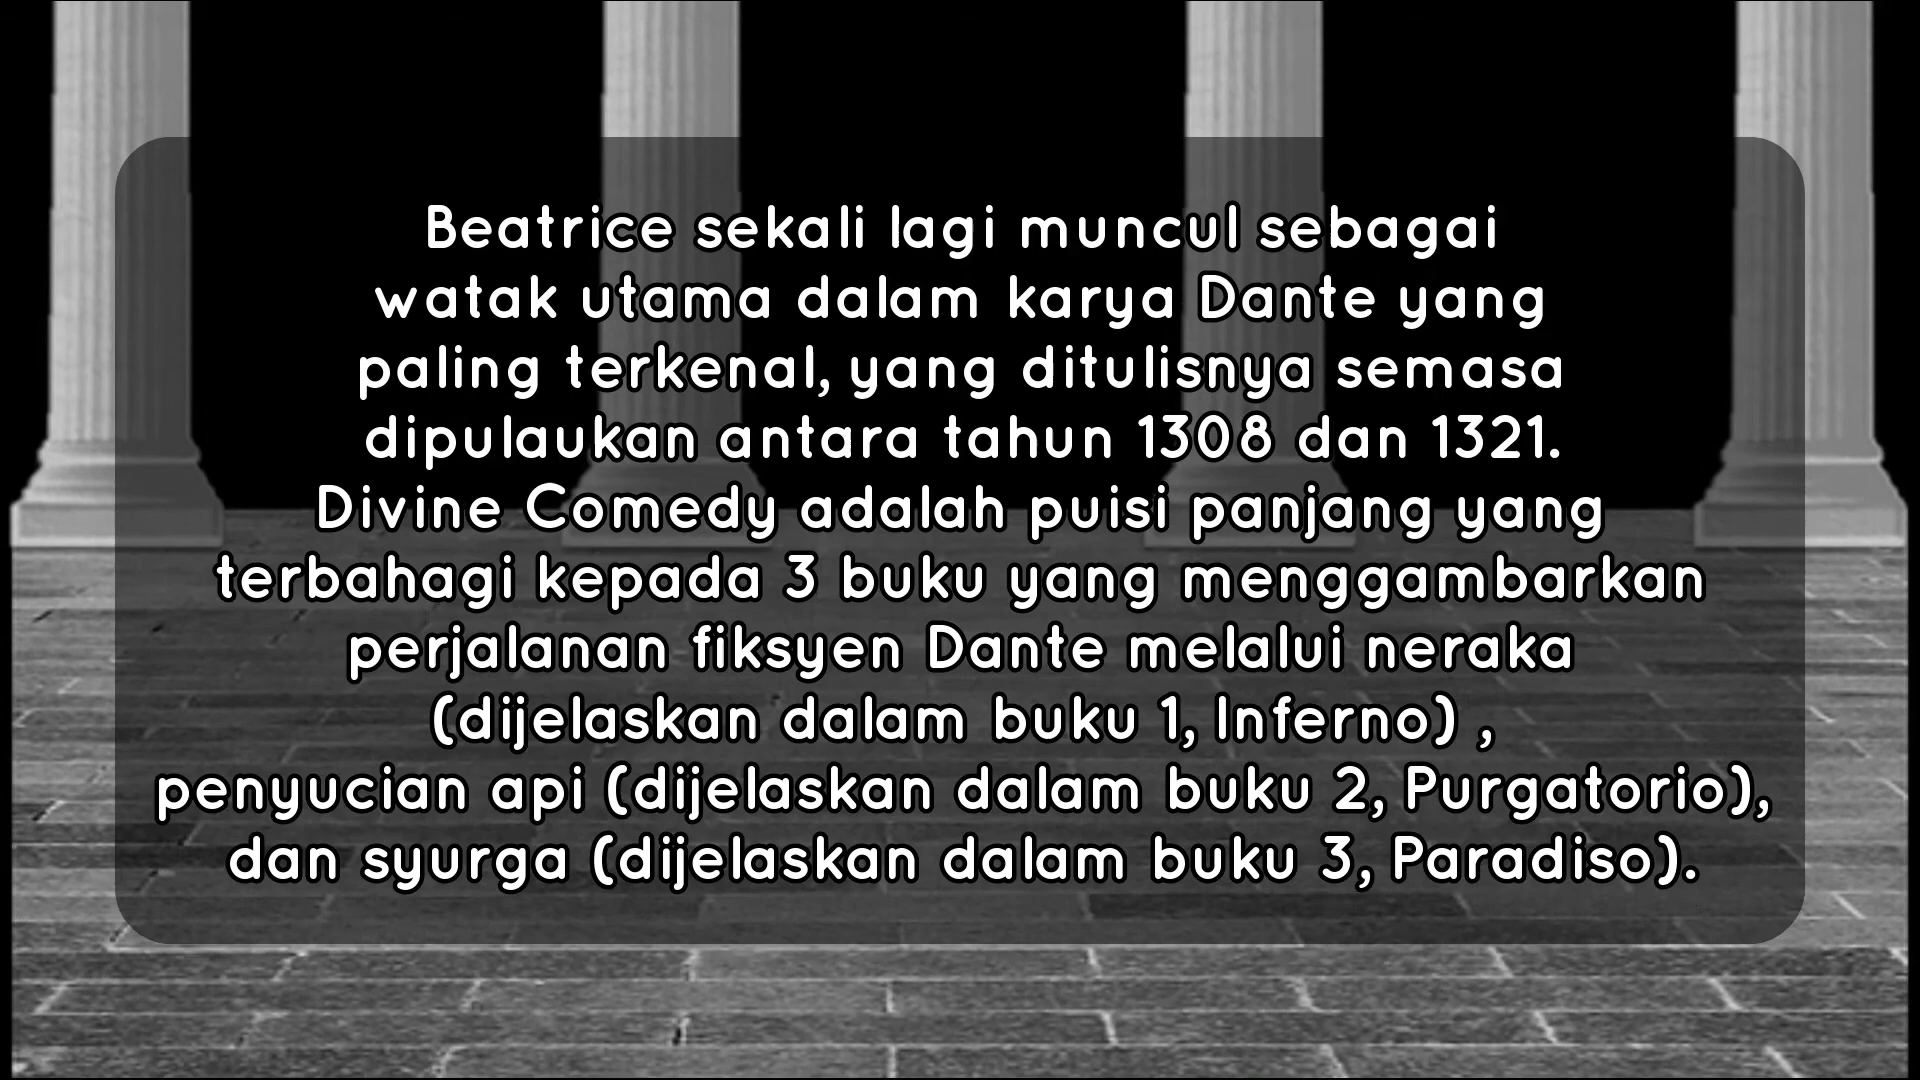 Beatrice sekali lagi muncul sebagai
watak utama dalam karya Dante yang
paling terkenal, yang ditulisnya semasa
dipulaukan antara tahun 1308 dan 1321.
Divine Comedy adalah puisi panjang yang
terbahagi kepada 3 buku yang menggambarkan
perjalanan fiksyen Dante melalui neraka
(dijelaskan dalam buku 1, Inferno) ,
penyucian api (dijelaskan dalam buku 2, Purgatorio),
dan syurga (dijelaskan dalam buku 3, Paradiso).